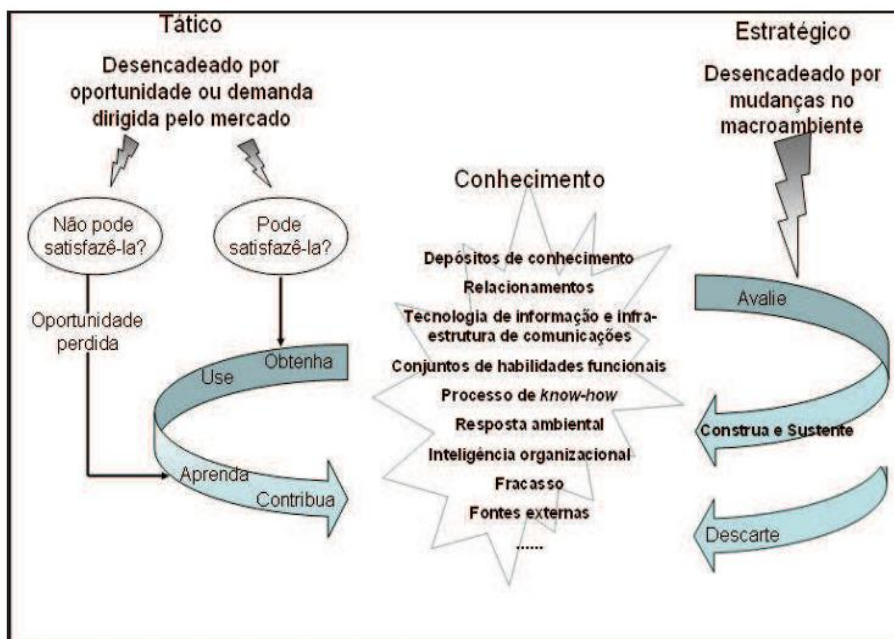 Tático
Desencadeado por
oportunidade ou demanda
dirigida pelo mercado
Não pode
satisfazê-la?
Pode
satisfazê-la?
Oportunidade
perdida
Use
Obtenha
Aprenda
Contribua
Conhecimento
Depósitos de conhecimento
Relacionamentos
Tecnologia de informação e infra-
estrutura de comunicações
Conjuntos de habilidades funcionais
Processo de know-how
Resposta ambiental
Inteligência organizacional
Fracasso
Fontes externas
......
Estratégico
Desencadeado por
mudanças no
macroambiente
Avalie
Construa e Sustente
Descarte